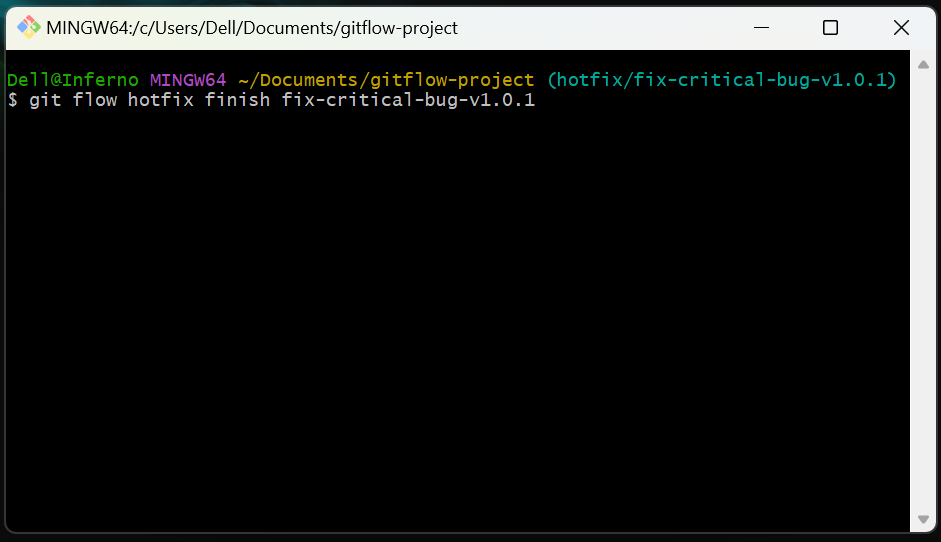 MINGW64:/c/Users/Dell/Documents/gitflow-project
Dell@Inferno MINGW64 ~/Documents/gitflow-project (hotfix/fix-critical-bug-v1.0.1)
$ git flow hotfix finish fix-critical-bug-v1.0.1